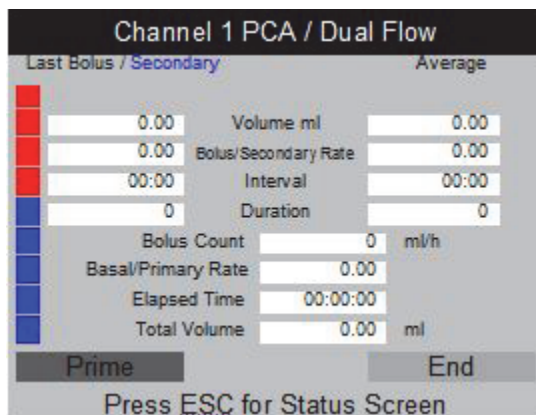 Channel 1 PCA / Dual Flow
Last Bolus / Secondary Average
0.00 Volume ml 0.00
0.00 Bolus/Secondary Rate 0.00
00:00 Interval 00:00
0 Duration 0
Bolus Count 0 ml/h
Basal/Primary Rate 0.00
Elapsed Time 00:00:00
Total Volume 0.00 ml
Prime End
Press ESC for Status Screen